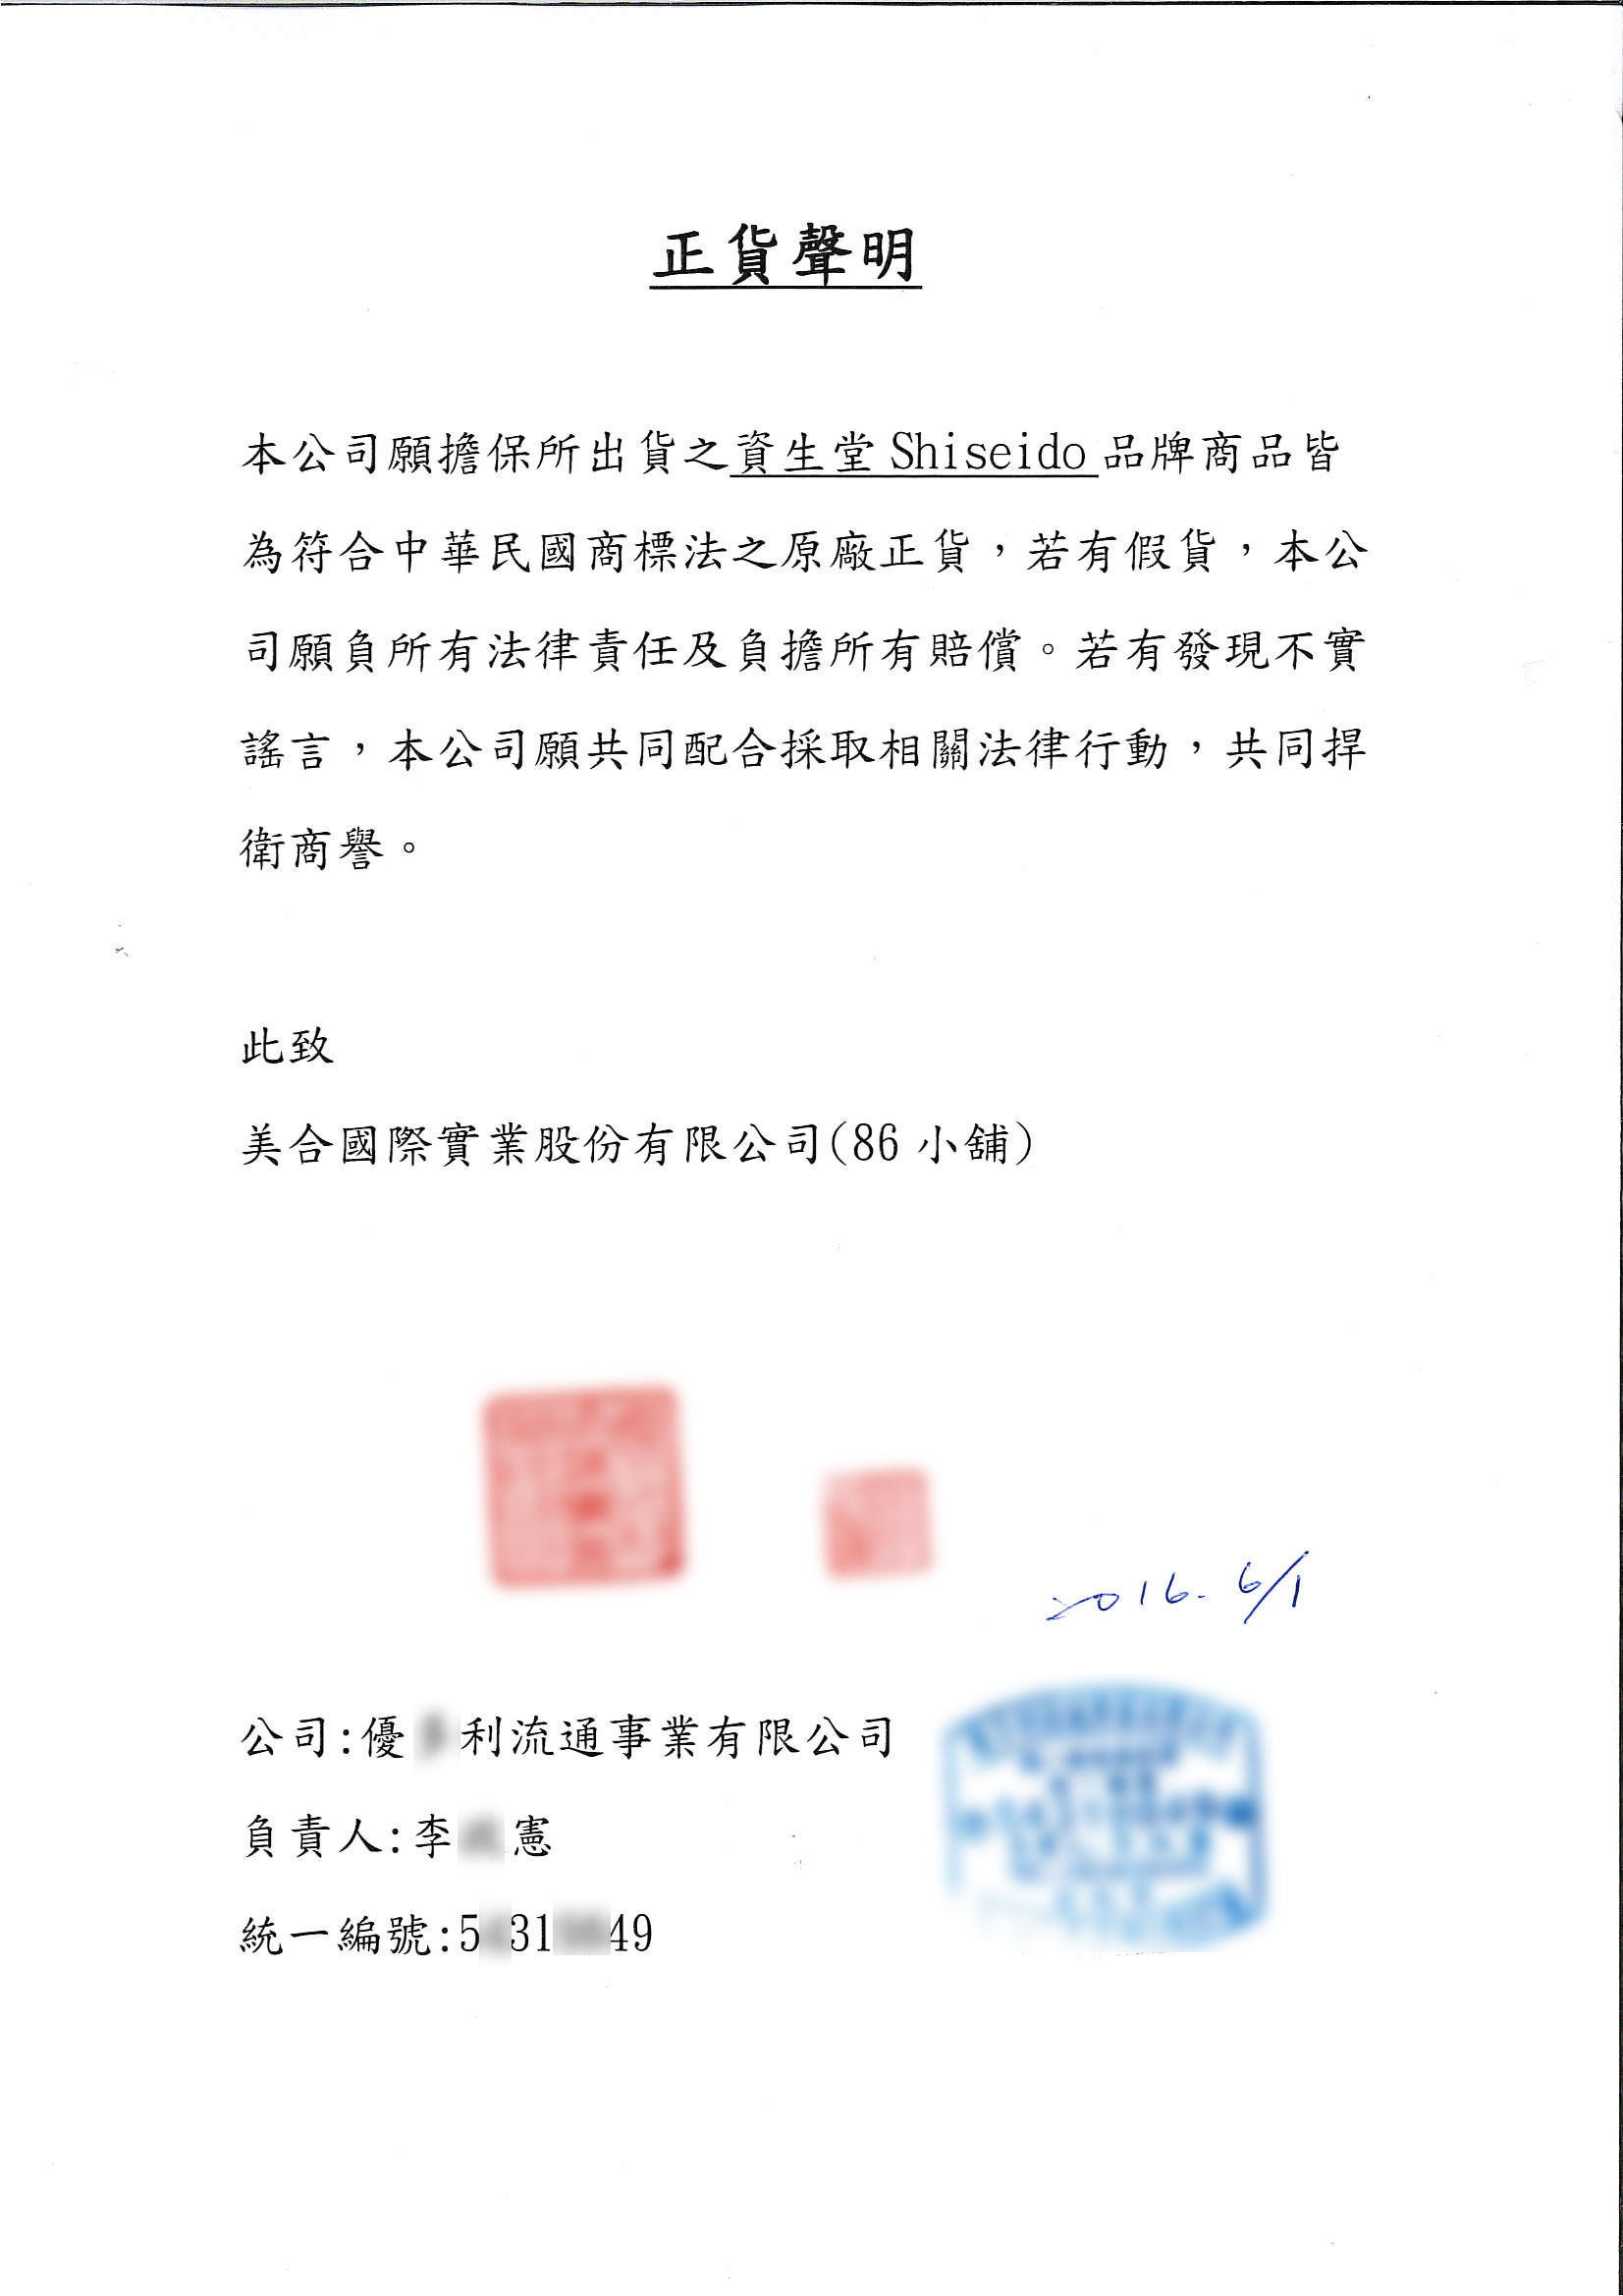 正貨聲明
本公司願擔保所出貨之資生堂 Shiseido 品牌商品皆
為符合中華民國商標法之原廠正貨，若有假貨，本公
司願負所有法律責任及負擔所有賠償。若有發現不實
謠言，本公司願共同配合採取相關法律行動，共同捍
衛商譽。
此致
美合國際實業股份有限公司(86 小舖)
2016. 6/1
公司:優 利流通事業有限公司
負責人:李 憲
統一編號:5 31 49